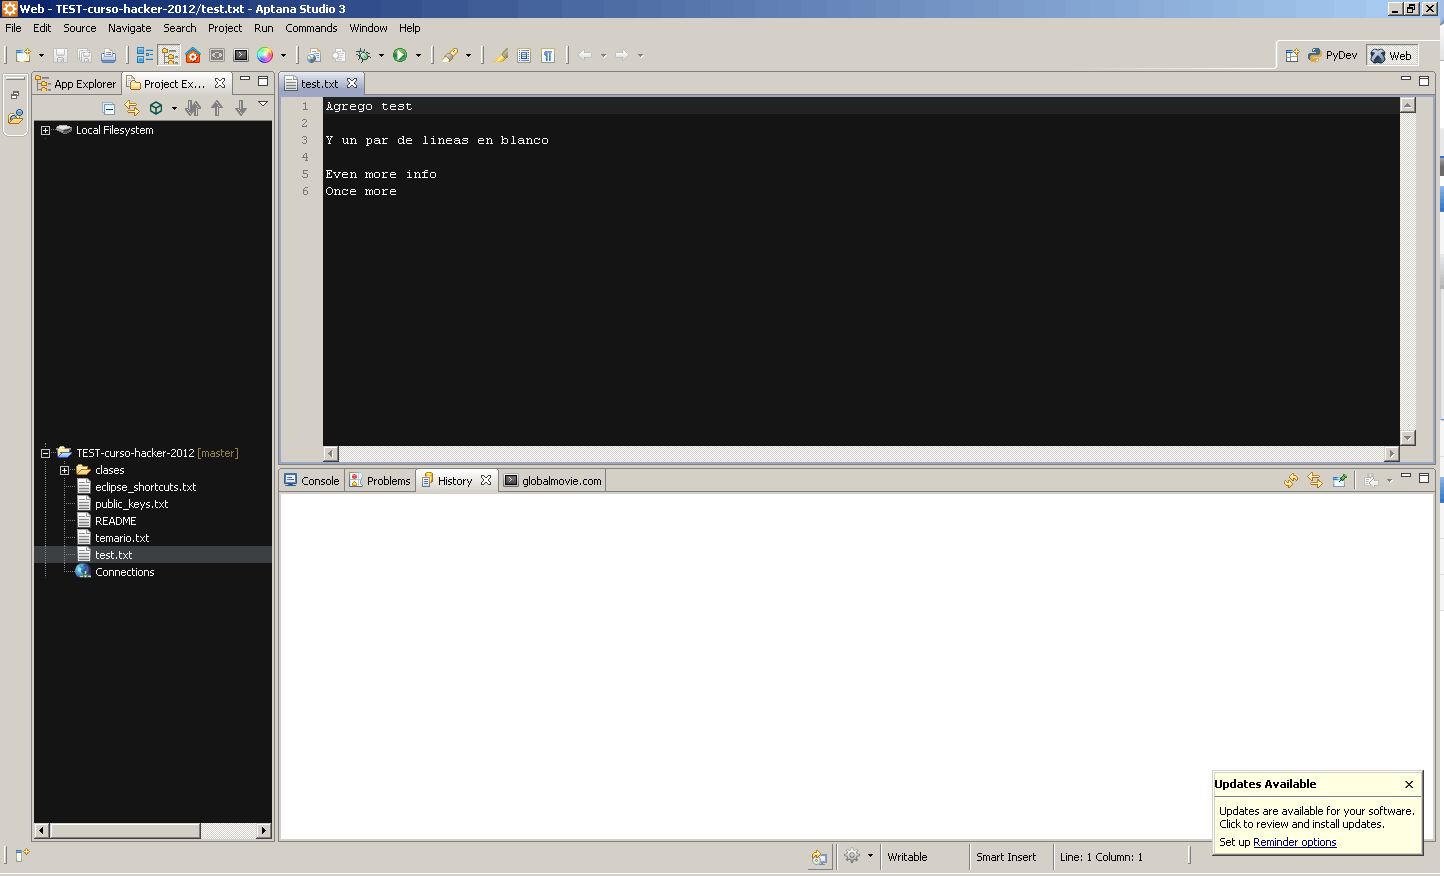 Web - TEST-curso-hacker-2012/test.txt - Aptana Studio 3
File Edit Source Navigate Search Project Run Commands Window Help
PyDev Web
App Explorer Project Ex... test.txt
Local Filesystem
TEST-curso-hacker-2012 [master]
clases
eclipse_shortcuts.txt
public_keys.txt
README
temario.txt
test.txt
Connections
1 Agrego test
2
3 Y un par de lineas en blanco
4
5 Even more info
6 Once more
Console Problems History globalmovie.com
Updates Available
Updates are available for your software.
Click to review and install updates.
Set up Reminder options
Writable Smart Insert Line: 1 Column: 1